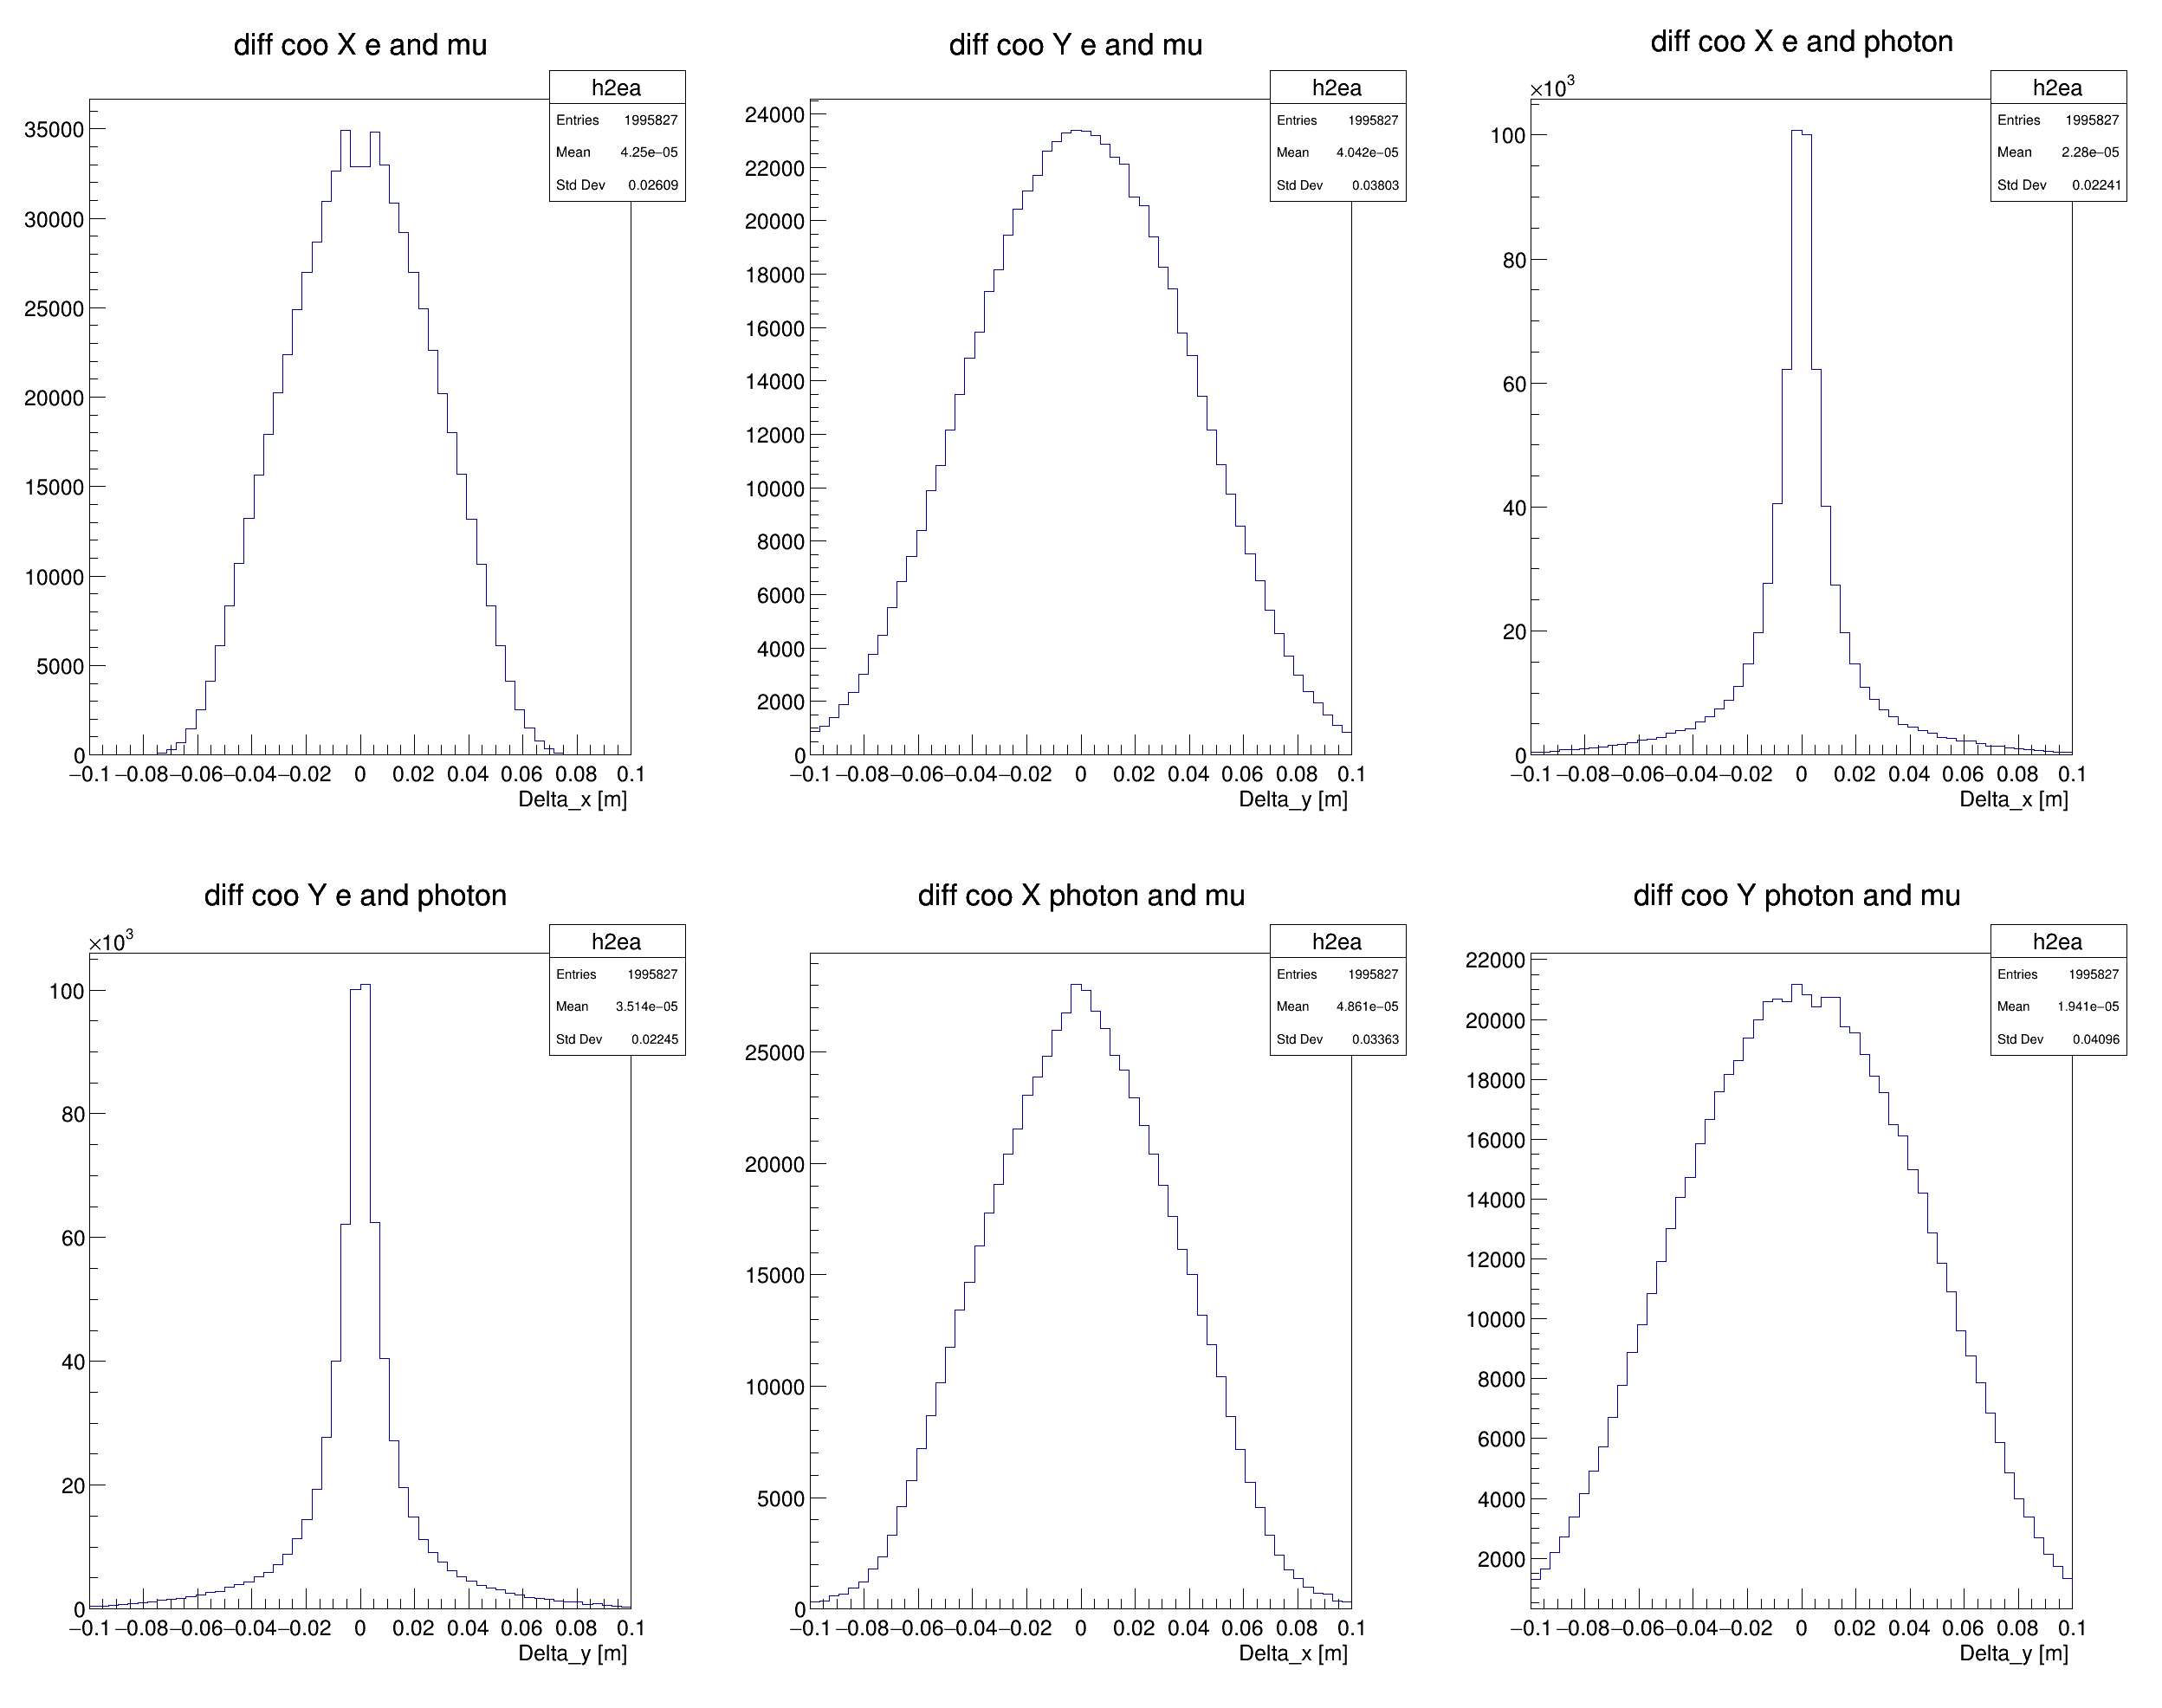 diff coo X e and mu
h2ea
Entries 1995827
Mean 4.25e−05
Std Dev 0.02609
35000
30000
25000
20000
15000
10000
5000
0
−0.1 −0.08 −0.06 −0.04 −0.02 0 0.02 0.04 0.06 0.08 0.1
Delta_x [m]
diff coo Y e and mu
h2ea
Entries 1995827
Mean 4.042e−05
Std Dev 0.03803
24000
22000
20000
18000
16000
14000
12000
10000
8000
6000
4000
2000
0
−0.1 −0.08 −0.06 −0.04 −0.02 0 0.02 0.04 0.06 0.08 0.1
Delta_y [m]
diff coo X e and photon
×10³
h2ea
Entries 1995827
Mean 2.28e−05
Std Dev 0.02241
100
80
60
40
20
0
−0.1 −0.08 −0.06 −0.04 −0.02 0 0.02 0.04 0.06 0.08 0.1
Delta_x [m]
diff coo Y e and photon
×10³
h2ea
Entries 1995827
Mean 3.514e−05
Std Dev 0.02245
100
80
60
40
20
0
−0.1 −0.08 −0.06 −0.04 −0.02 0 0.02 0.04 0.06 0.08 0.1
Delta_y [m]
diff coo X photon and mu
h2ea
Entries 1995827
Mean 4.861e−05
Std Dev 0.03363
25000
20000
15000
10000
5000
0
−0.1 −0.08 −0.06 −0.04 −0.02 0 0.02 0.04 0.06 0.08 0.1
Delta_x [m]
diff coo Y photon and mu
h2ea
Entries 1995827
Mean 1.941e−05
Std Dev 0.04096
22000
20000
18000
16000
14000
12000
10000
8000
6000
4000
2000
−0.1 −0.08 −0.06 −0.04 −0.02 0 0.02 0.04 0.06 0.08 0.1
Delta_y [m]